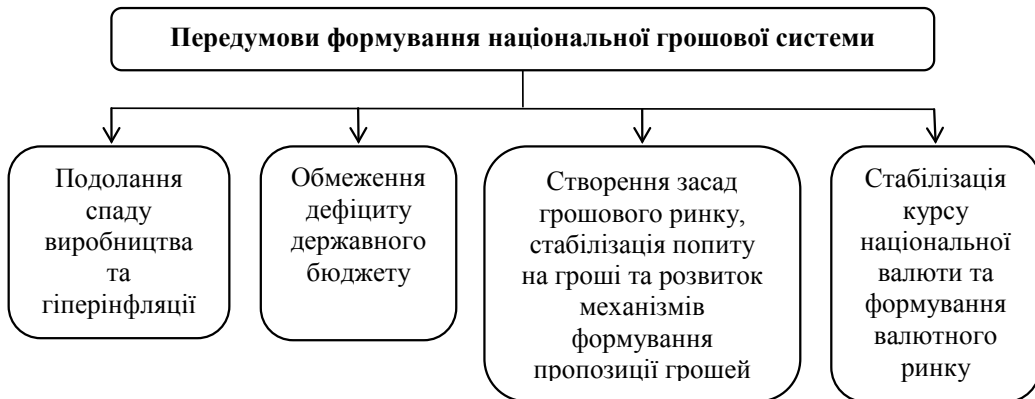 Передумови формування національної грошової системи
Подолання
спаду
виробництва
та
гіперінфляції
Обмеження
дефіциту
державного
бюджету
Створення засад
грошового ринку,
стабілізація попиту
на гроші та розвиток
механізмів
формування
пропозиції грошей
Стабілізація
курсу
національної
валюти та
формування
валютного
ринку